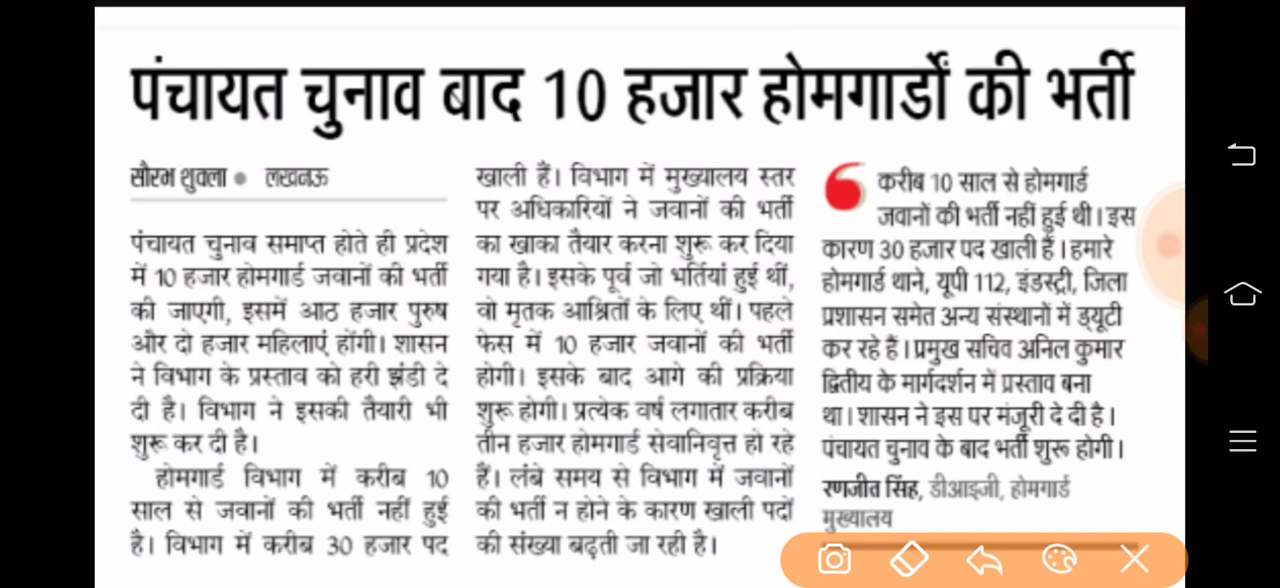 पंचायत चुनाव बाद 10 हजार होमगार्डों की भर्ती
सौरभ शुक्ला • लखनऊ
पंचायत चुनाव समाप्त होते ही प्रदेश
में 10 हजार होमगार्ड जवानों की भर्ती
की जाएगी, इसमें आठ हजार पुरुष
और दो हजार महिलाएं होंगी। शासन
ने विभाग के प्रस्ताव को हरी झंडी दे
दी है। विभाग ने इसकी तैयारी भी
शुरू कर दी है।
होमगार्ड विभाग में करीब 10
साल से जवानों की भर्ती नहीं हुई
है। विभाग में करीब 30 हजार पद
खाली हैं। विभाग में मुख्यालय स्तर
पर अधिकारियों ने जवानों की भर्ती
का खाका तैयार करना शुरू कर दिया
गया है। इसके पूर्व जो भर्तियां हुई थीं,
वो मृतक आश्रितों के लिए थीं। पहले
फेस में 10 हजार जवानों की भर्ती
होगी। इसके बाद आगे की प्रक्रिया
शुरू होगी। प्रत्येक वर्ष लगातार करीब
तीन हजार होमगार्ड सेवानिवृत्त हो रहे
हैं। लंबे समय से विभाग में जवानों
की भर्ती न होने के कारण खाली पदों
की संख्या बढ़ती जा रही है।
करीब 10 साल से होमगार्ड
जवानों की भर्ती नहीं हुई थी। इस
कारण 30 हजार पद खाली हैं। हमारे
होमगार्ड थाने, यूपी 112, इंडस्ट्री, जिला
प्रशासन समेत अन्य संस्थानों में ड्यूटी
कर रहे हैं। प्रमुख सचिव अनिल कुमार
द्वितीय के मार्गदर्शन में प्रस्ताव बना
था। शासन ने इस पर मंजूरी दे दी है।
पंचायत चुनाव के बाद भर्ती शुरू होगी।
रणजीत सिंह, डीआइजी, होमगार्ड
मुख्यालय